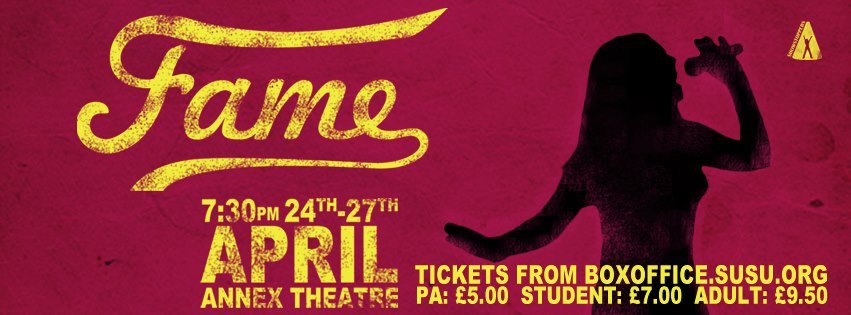 Fame
7:30PM 24TH-27TH
APRIL
ANNEX THEATRE
TICKETS FROM BOXOFFICE.SUSU.ORG
PA: £5.00 STUDENT: £7.00 ADULT: £9.50